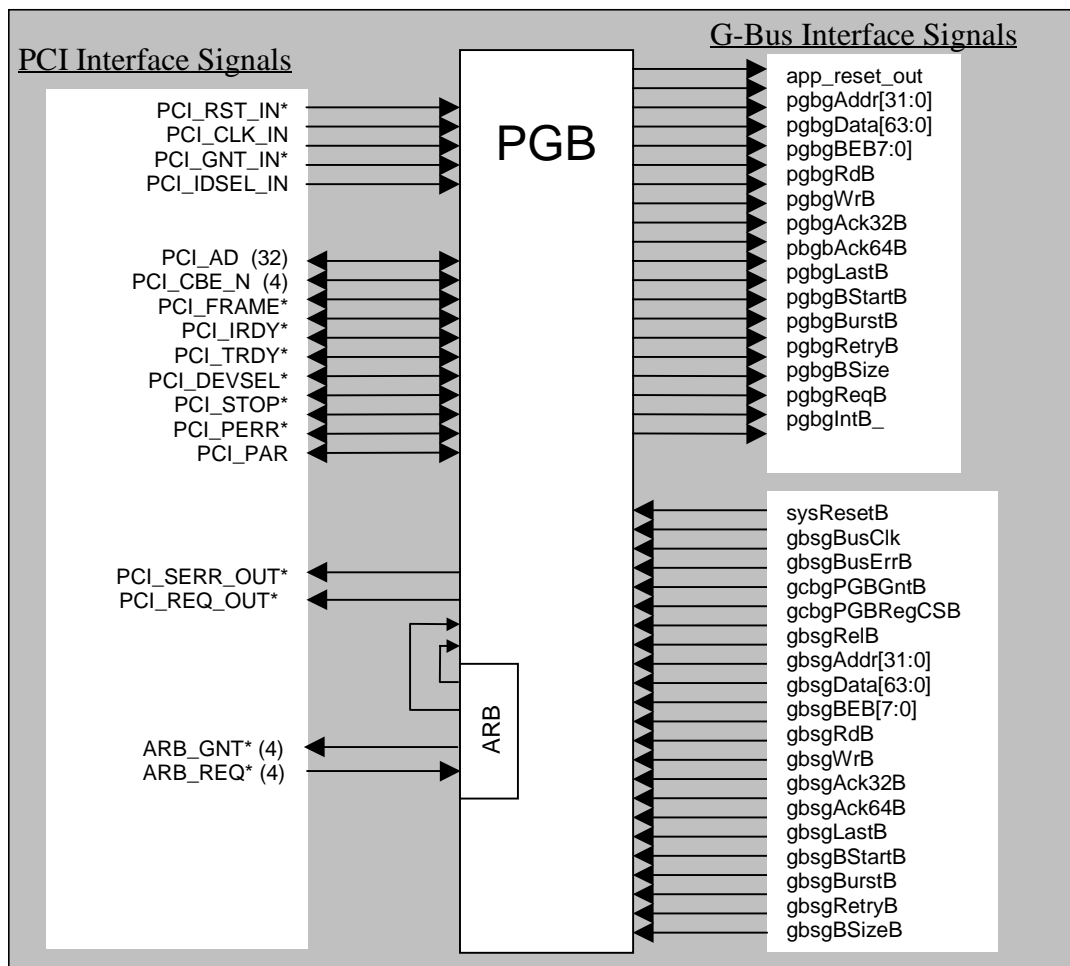 PCI Interface Signals
PCI_RST_IN*
PCI_CLK_IN
PCI_GNT_IN*
PCI_IDSEL_IN
PCI_AD (32)
PCI_CBE_N (4)
PCI_FRAME*
PCI_IRDY*
PCI_TRDY*
PCI_DEVSEL*
PCI_STOP*
PCI_PERR*
PCI_PAR
PCI_SERR_OUT*
PCI_REQ_OUT*
ARB_GNT* (4)
ARB_REQ* (4)
PGB
ARB
G-Bus Interface Signals
app_reset_out
pgbgAddr[31:0]
pgbgData[63:0]
pgbgBEB7:0]
pgbgRdB
pgbgWrB
pgbgAck32B
pbgbAck64B
pgbgLastB
pgbgBStartB
pgbgBurstB
pgbgRetryB
pgbgBSize
pgbgReqB
pgbgIntB_
sysResetB
gbsgBusClk
gbsgBusErrB
gcbgPGBGntB
gcbgPGBRegCSB
gbsgRelB
gbsgAddr[31:0]
gbsgData[63:0]
gbsgBEB[7:0]
gbsgRdB
gbsgWrB
gbsgAck32B
gbsgAck64B
gbsgLastB
gbsgBStartB
gbsgBurstB
gbsgRetryB
gbsgBSizeB